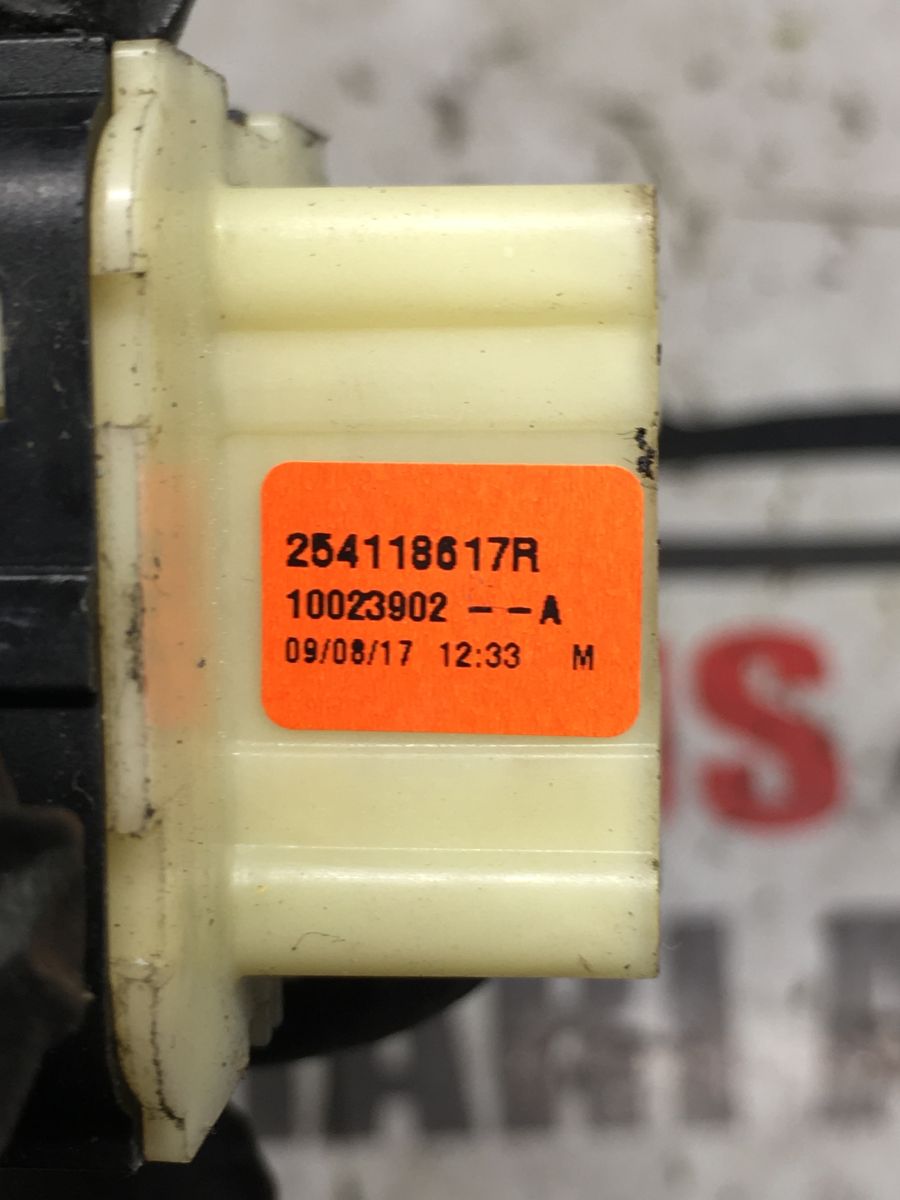 254118617R
10023902 – – A
09/08/17 12:33 M